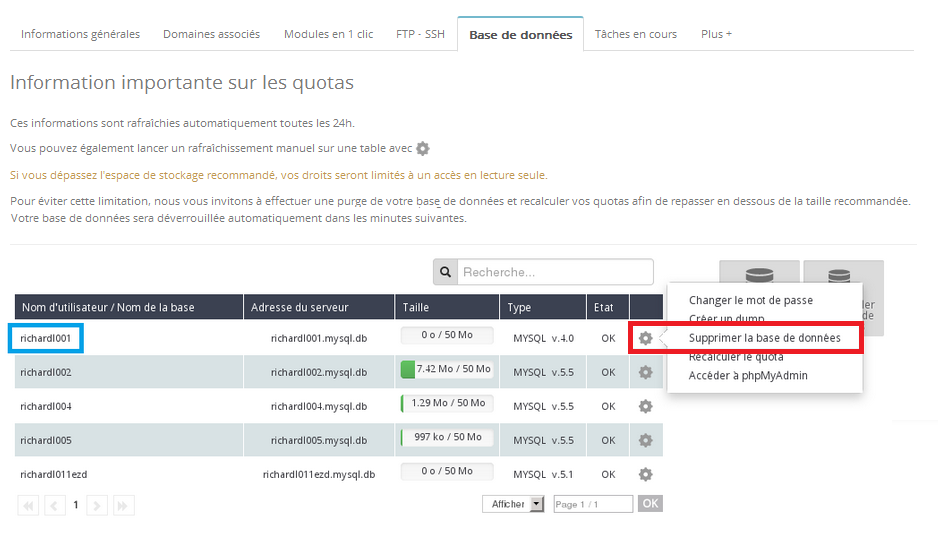 Informations générales Domaines associés Modules en 1 clic FTP - SSH Base de données Tâches en cours Plus +
Information importante sur les quotas
Ces informations sont rafraîchies automatiquement toutes les 24h.
Vous pouvez également lancer un rafraîchissement manuel sur une table avec
Si vous dépassez l'espace de stockage recommandé, vos droits seront limités à un accès en lecture seule.
Pour éviter cette limitation, nous vous invitons à effectuer une purge de votre base de données et recalculer vos quotas afin de repasser en dessous de la taille recommandée.
Votre base de données sera déverrouillée automatiquement dans les minutes suivantes.
Recherche...
Nom d'utilisateur / Nom de la base Adresse du serveur Taille Type Etat
richardl001 richardl001.mysql.db 0 o / 50 Mo MYSQL v.4.0 OK
richardl002 richardl002.mysql.db 7.42 Mo / 50 Mo MYSQL v.5.5 OK
richardl004 richardl004.mysql.db 1.29 Mo / 50 Mo MYSQL v.5.5 OK
richardl005 richardl005.mysql.db 997 ko / 50 Mo MYSQL v.5.5 OK
richardl011ezd richardl011ezd.mysql.db 0 o / 50 Mo MYSQL v.5.1 OK
Changer le mot de passe
Créer un dump
Supprimer la base de données
Recalculer le quota
Accéder à phpMyAdmin
1 Afficher Page 1 / 1 OK